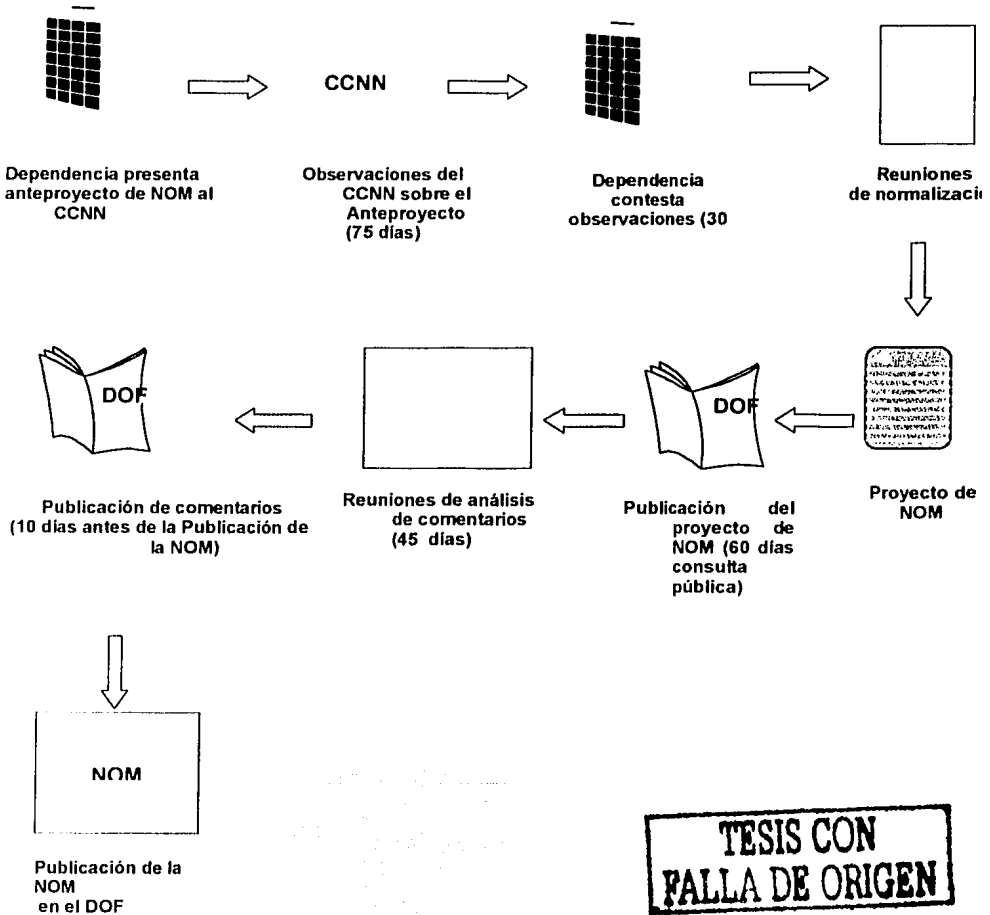 CCNN
Dependencia presenta
anteproyecto de NOM al
CCNN
Observaciones del
CCNN sobre el
Anteproyecto
(75 días)
Dependencia
contesta
observaciones (30
Reuniones
de normalizació
DOF
Publicación de comentarios
(10 días antes de la Publicación de
la NOM)
Reuniones de análisis
de comentarios
(45 días)
DOF
Publicación del
proyecto de
NOM (60 días
consulta
pública)
Proyecto de
NOM
NOM
Publicación de la
NOM
en el DOF
TESIS CON
FALLA DE ORIGEN